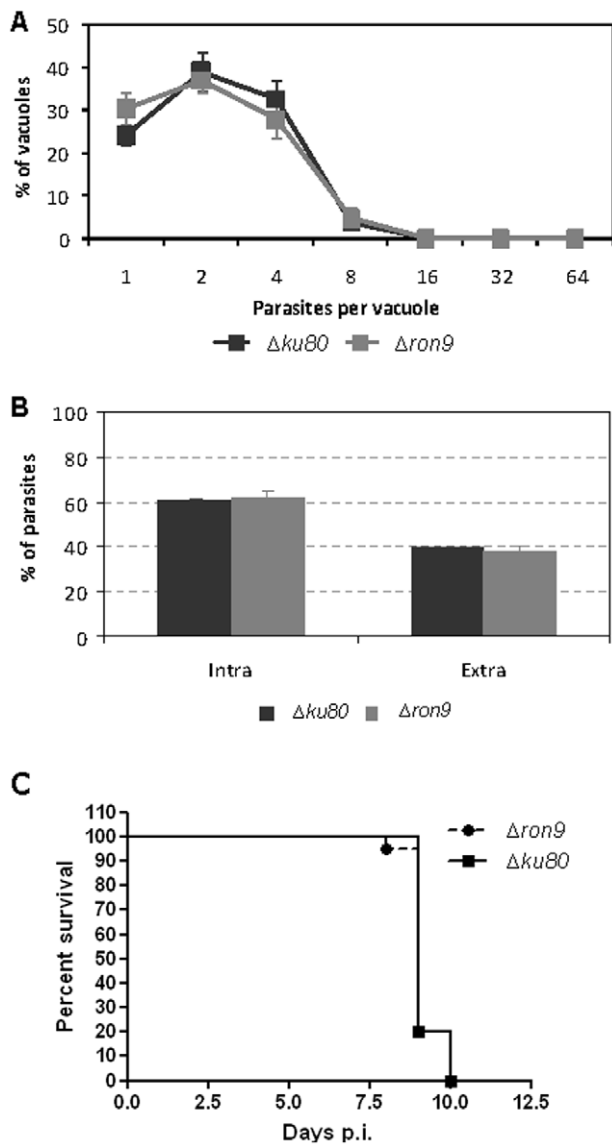 A
% of vacuoles
50
40
30
20
10
0
1 2 4 8 16 32 64
Parasites per vacuole
Δku80 Δron9
B
% of parasites
100
80
60
40
20
0
Intra Extra
Δku80 Δron9
C
Percent survival
110
100
90
80
70
60
50
40
30
20
10
0
0.0 2.5 5.0 7.5 10.0 12.5
Days p.i.
Δron9
Δku80